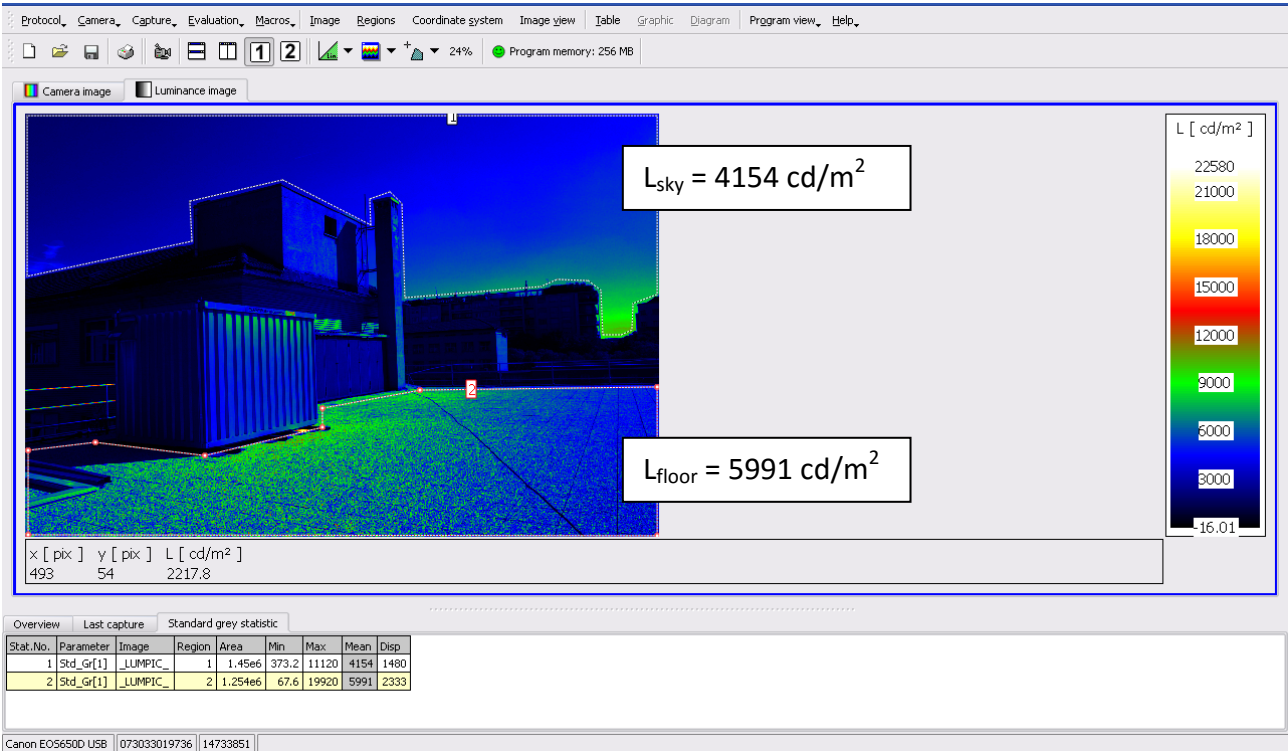 Protocol Camera Capture Evaluation Macros Image Regions Coordinate system Image view Table Graphic Diagram Program view Help
1 2 Lin 24% Program memory: 256 MB
Camera image Luminance image
1
L [ cd/m² ]
22580
21000
18000
15000
12000
9000
6000
3000
-16.01
Lsky = 4154 cd/m²
2
Lfloor = 5991 cd/m²
x [ pix ] y [ pix ] L [ cd/m² ]
493 54 2217.8
Overview Last capture Standard grey statistic
Stat.No. Parameter Image Region Area Min Max Mean Disp
1 Std_Gr[1] _LUMPIC_ 1 1.45e6 373.2 11120 4154 1480
2 Std_Gr[1] _LUMPIC_ 2 1.254e6 67.6 19920 5991 2333
Canon EOS650D USB 073033019736 14733851